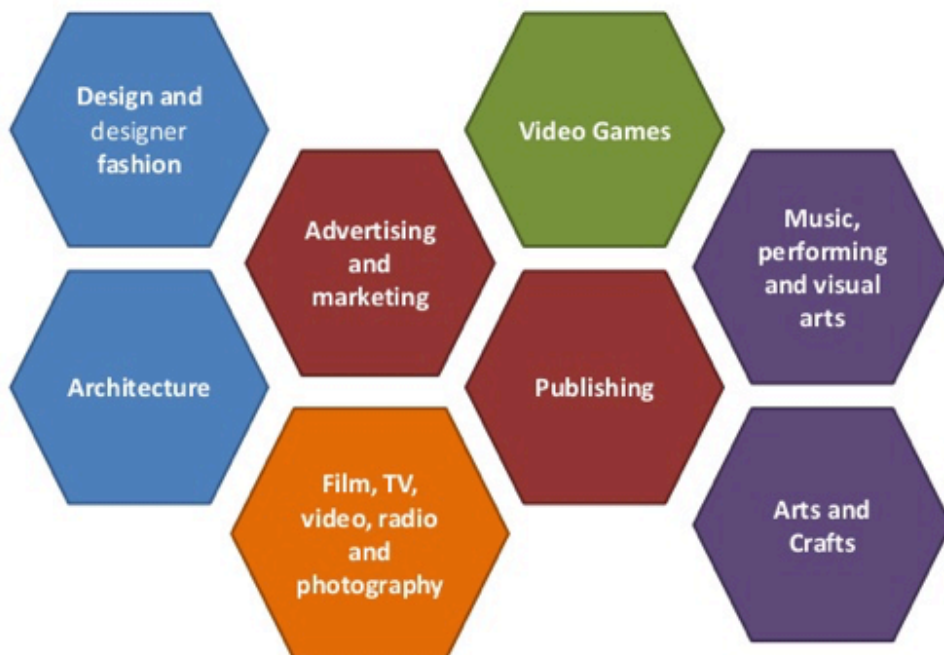 Design and
designer
fashion
Video Games
Advertising
and
marketing
Music,
performing
and visual
arts
Architecture
Publishing
Film, TV,
video, radio
and
photography
Arts and
Crafts